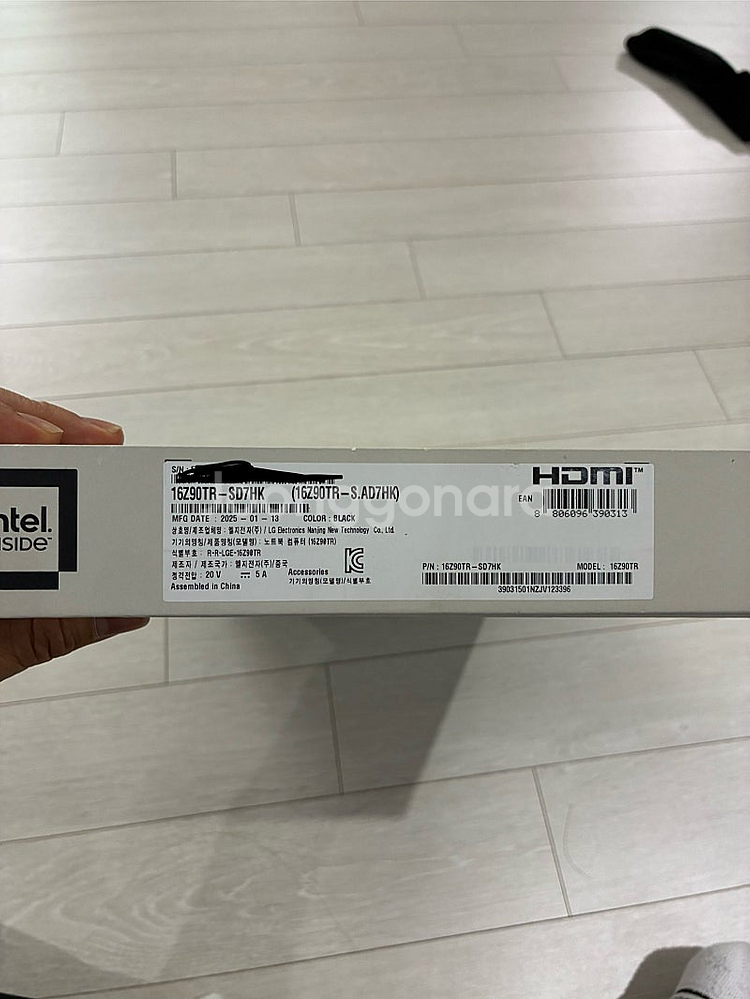 intel.
INSIDE™
S/N :
16Z90TR-SD7HK (16Z90TR-S.AD7HK)
MFG DATE : 2025 - 01 - 13 COLOR : BLACK
상호명/제조업체명 : 엘지전자(주) / LG Electronics Nanjing New Technology Co., Ltd.
기기의명칭/제품명칭(모델명) : 노트북 컴퓨터 (16Z90TR)
식별부호 : R-R-LGE-16Z90TR
제조자 / 제조국가 : 엘지전자(주)/중국
정격전압 : 20 V ⎓ 5 A
Assembled in China
Accessories
기기의명칭(모델명)/식별부호
HDMI™
EAN
8 806096 390313
P/N : 16Z90TR-SD7HK MODEL : 16Z90TR
39031501NZJV123396